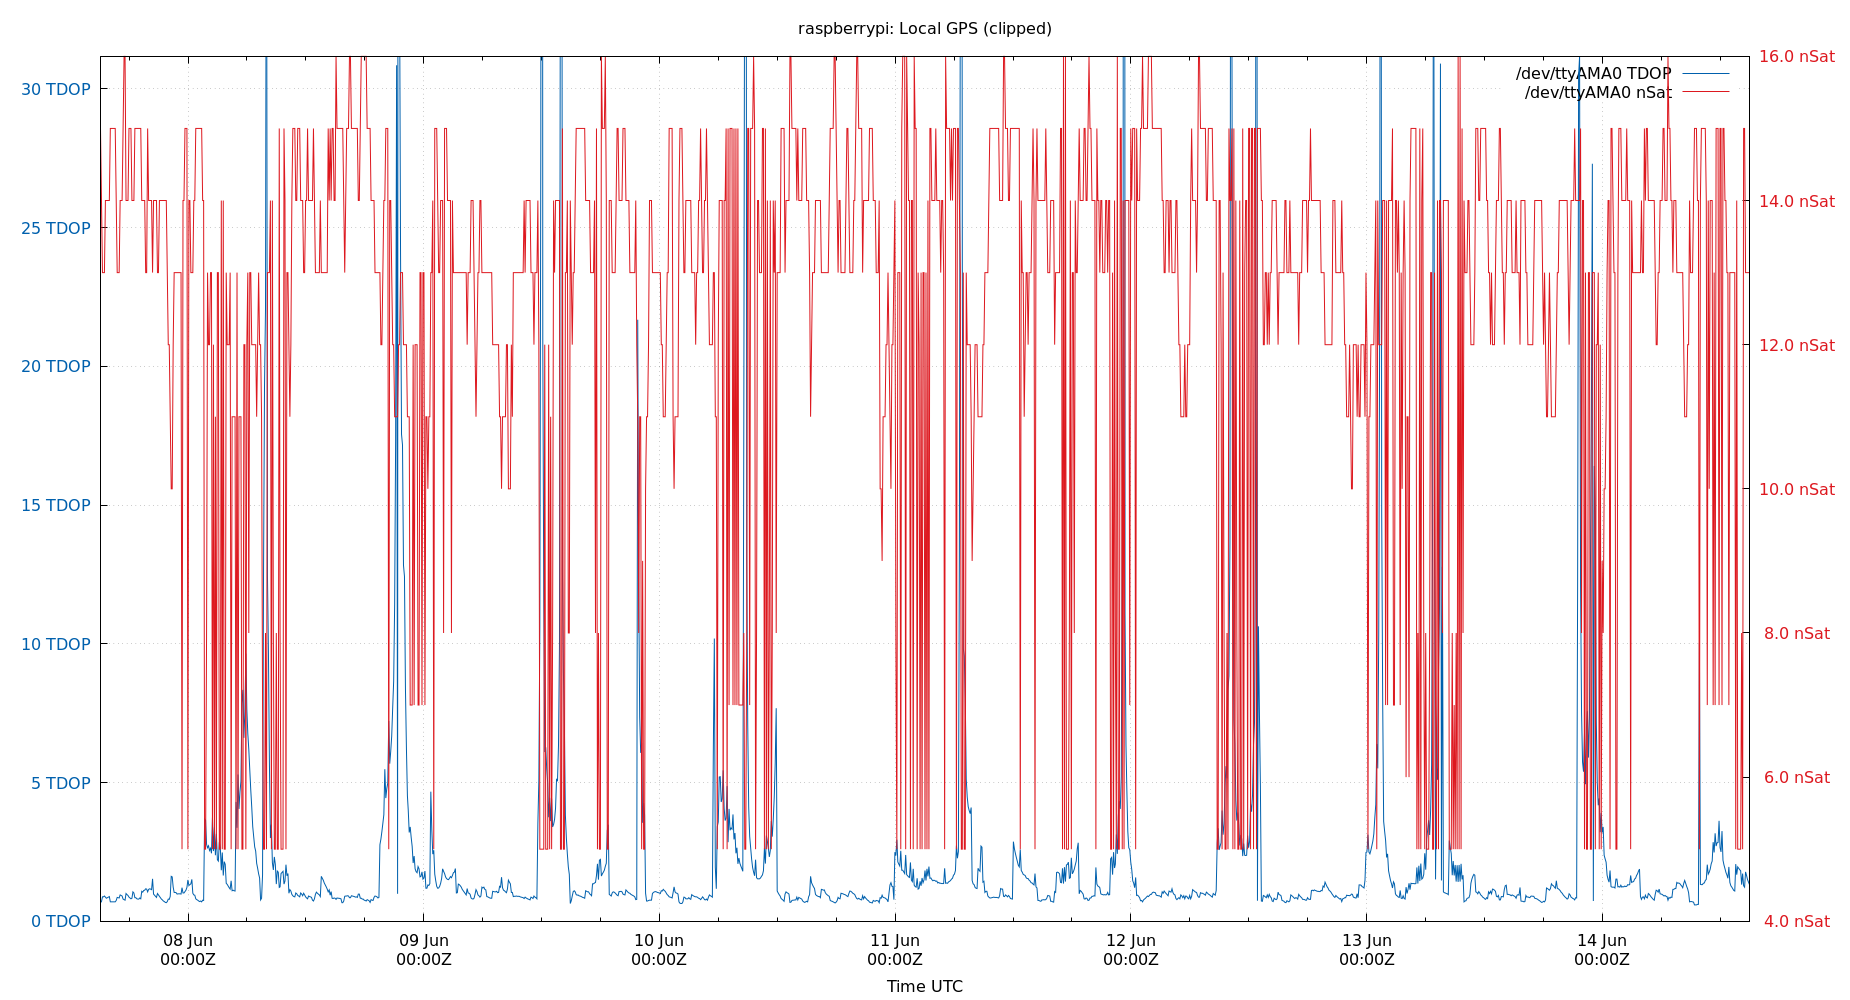 raspberrypi: Local GPS (clipped)
30 TDOP
25 TDOP
20 TDOP
15 TDOP
10 TDOP
5 TDOP
0 TDOP
/dev/ttyAMA0 TDOP
/dev/ttyAMA0 nSat
16.0 nSat
14.0 nSat
12.0 nSat
10.0 nSat
8.0 nSat
6.0 nSat
4.0 nSat
08 Jun
00:00Z
09 Jun
00:00Z
10 Jun
00:00Z
11 Jun
00:00Z
12 Jun
00:00Z
13 Jun
00:00Z
14 Jun
00:00Z
Time UTC